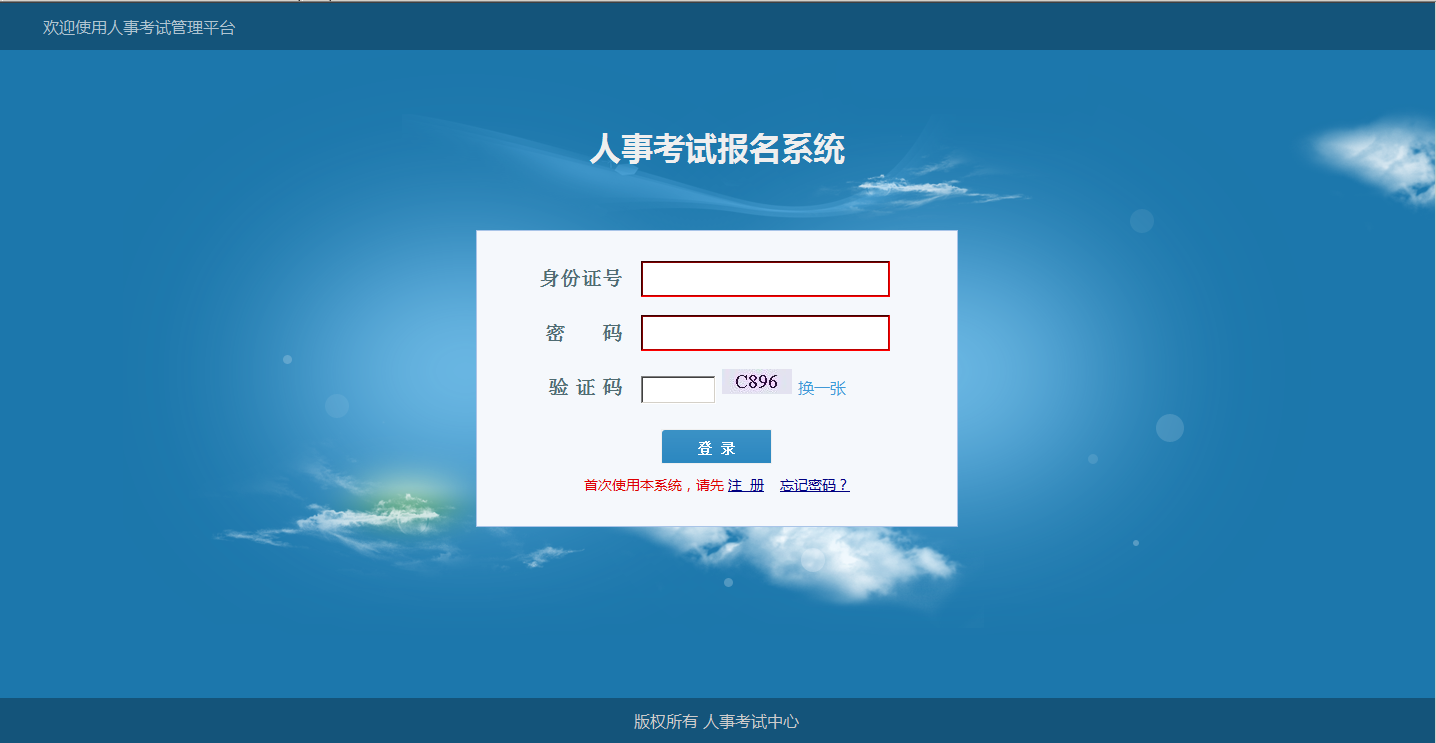 欢迎使用人事考试管理平台
人事考试报名系统
身份证号
密 码
验 证 码 C896 换一张
登 录
首次使用本系统，请先 注 册 忘记密码？
版权所有 人事考试中心